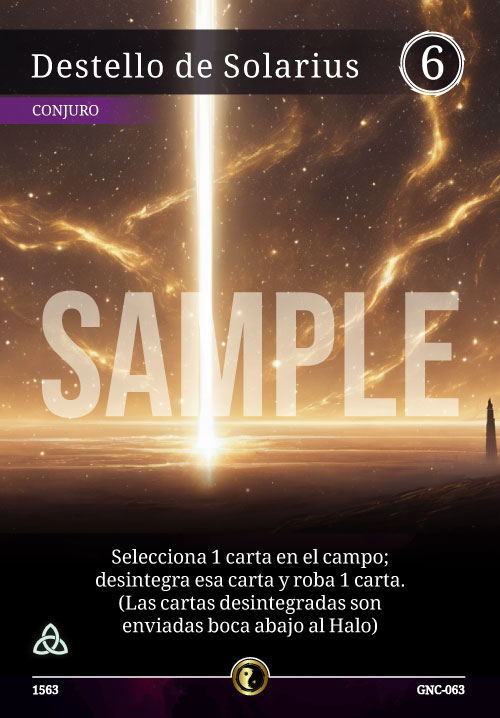 Destello de Solarius
6
CONJURO
SAMPLE
Selecciona 1 carta en el campo;
desintegra esa carta y roba 1 carta.
(Las cartas desintegradas son
enviadas boca abajo al Halo)
1563
GNC-063